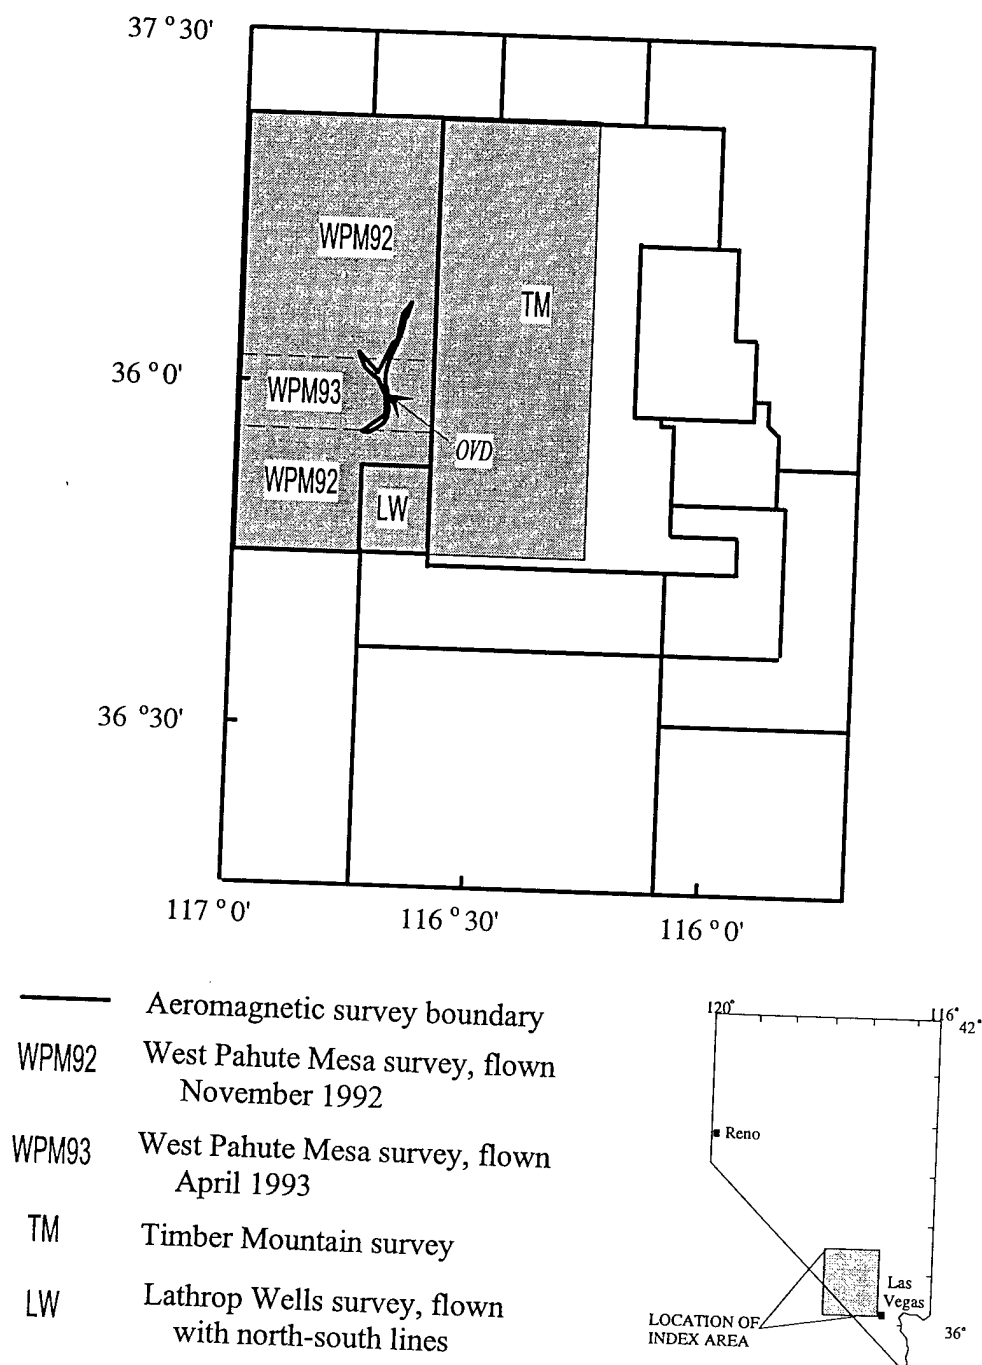 37 °30'
WPM92
TM
36 °0'
WPM93
OVD
WPM92
LW
36 °30'
117 °0'
116 °30'
116 °0'
Aeromagnetic survey boundary
WPM92 West Pahute Mesa survey, flown
November 1992
WPM93 West Pahute Mesa survey, flown
April 1993
TM Timber Mountain survey
LW Lathrop Wells survey, flown
with north-south lines
120°
116°
42°
Reno
Las
Vegas
LOCATION OF
INDEX AREA
36°